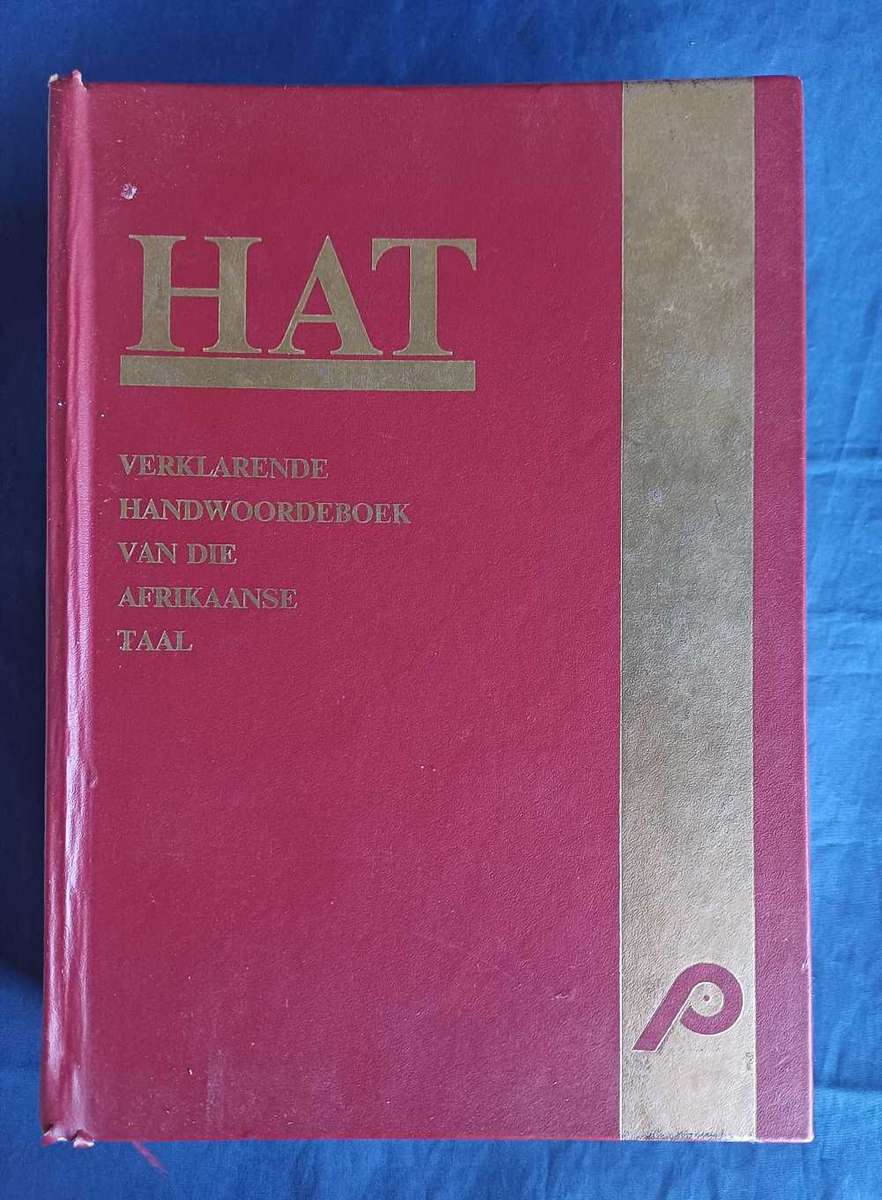 HAT
VERKLARENDE
HANDWOORDEBOEK
VAN DIE
AFRIKAANSE
TAAL